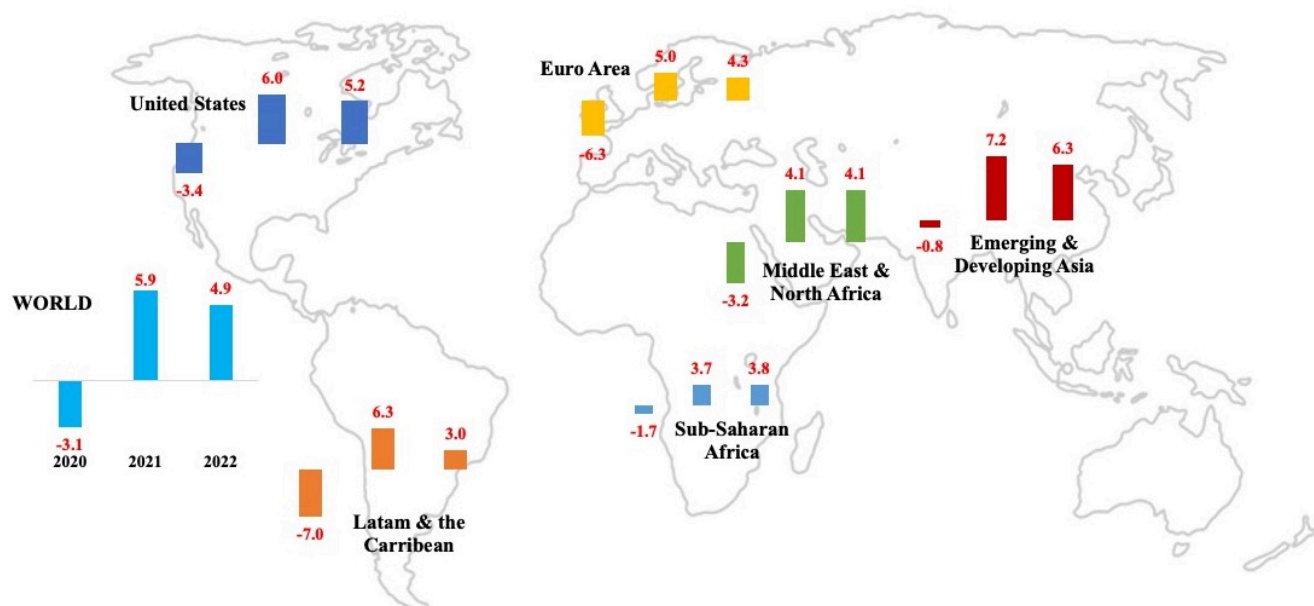 United States
-3.4
6.0
5.2
Euro Area
-6.3
5.0
4.3
Middle East &
North Africa
-3.2
4.1
4.1
Emerging &
Developing Asia
-0.8
7.2
6.3
WORLD
-3.1
5.9
4.9
2020
2021
2022
Latam & the
Carribean
-7.0
6.3
3.0
Sub-Saharan
Africa
-1.7
3.7
3.8